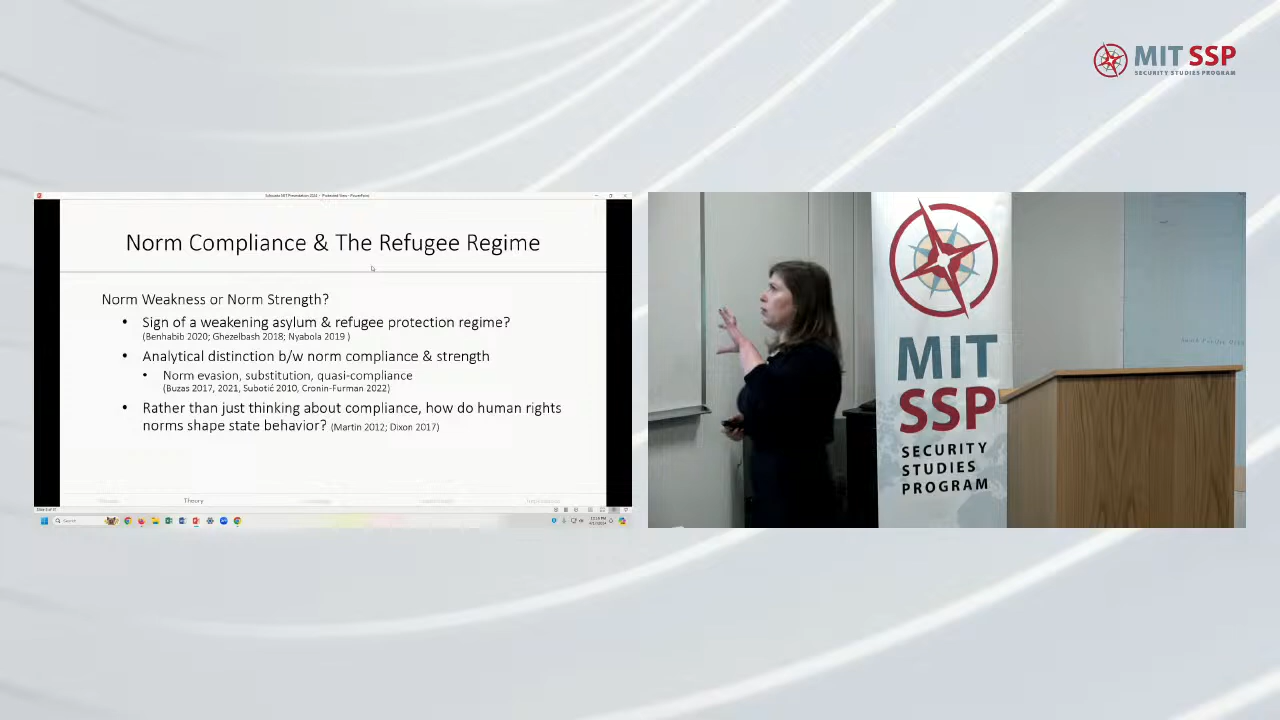 MIT SSP
SECURITY STUDIES PROGRAM
Norm Compliance & The Refugee Regime
Norm Weakness or Norm Strength?
• Sign of a weakening asylum & refugee protection regime?
(Benhabib 2020; Ghezelbash 2018; Nyabola 2019 )
• Analytical distinction b/w norm compliance & strength
• Norm evasion, substitution, quasi-compliance
(Buzas 2017, 2021, Subotić 2010, Cronin-Furman 2022)
• Rather than just thinking about compliance, how do human rights
norms shape state behavior? (Martin 2012; Dixon 2017)
Theory
Search
MIT
SSP
SECURITY
STUDIES
PROGRAM